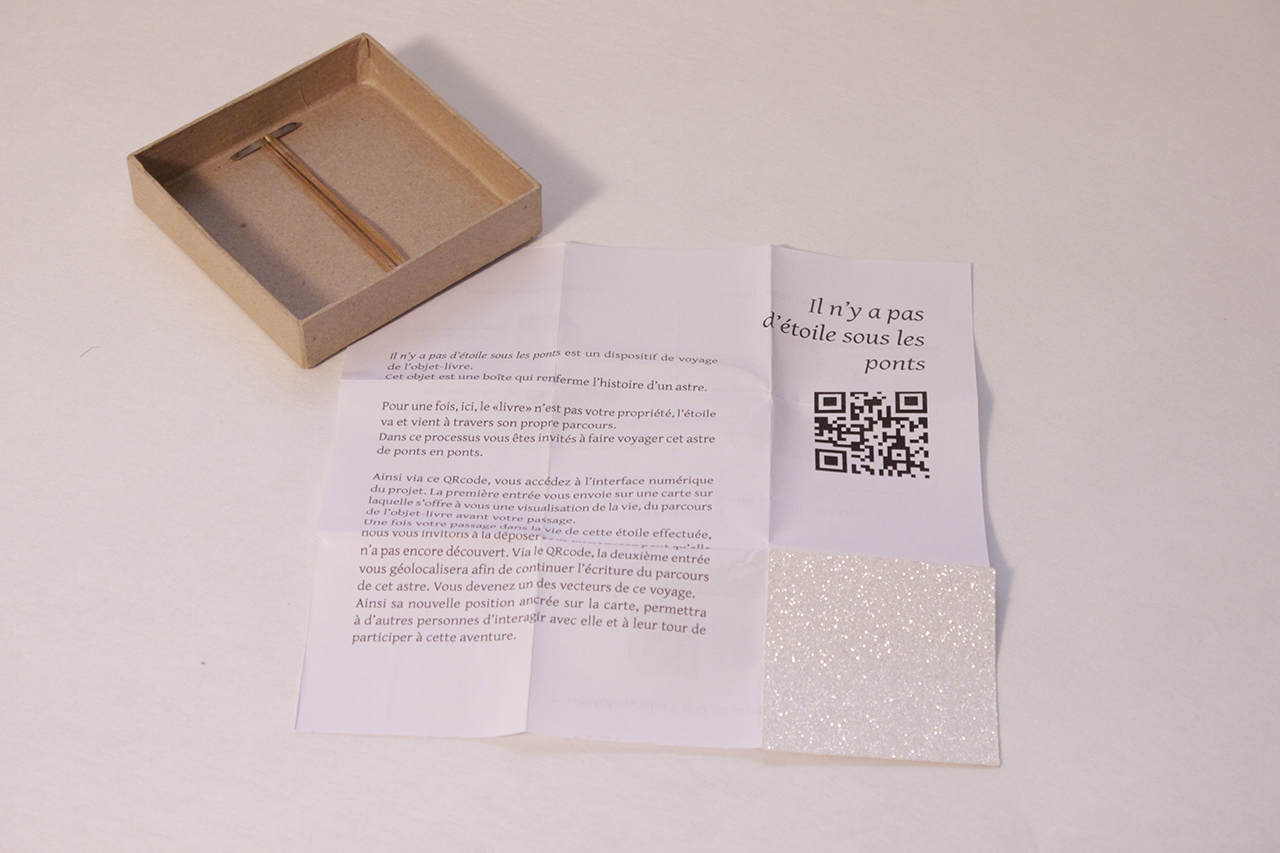 Il n'y a pas
d'étoile sous les
ponts
Il n'y a pas d'étoile sous les ponts est un dispositif de voyage
de l'objet-livre.
Cet objet est une boîte qui renferme l'histoire d'un astre.
Pour une fois, ici, le «livre» n'est pas votre propriété, l'étoile
va et vient à travers son propre parcours.
Dans ce processus vous êtes invités à faire voyager cet astre
de ponts en ponts.
Ainsi via ce QRcode, vous accédez à l'interface numérique
du projet. La première entrée vous envoie sur une carte sur
laquelle s'offre à vous une visualisation de la vie, du parcours
de l'objet-livre avant votre passage.
Une fois votre passage dans la vie de cette étoile effectuée,
nous vous invitons à la déposer qu'elle
n'a pas encore découvert. Via le QRcode, la deuxième entrée
vous géolocalisera afin de continuer l'écriture du parcours
de cet astre. Vous devenez un des vecteurs de ce voyage.
Ainsi sa nouvelle position ancrée sur la carte, permettra
à d'autres personnes d'interagir avec elle et à leur tour de
participer à cette aventure.